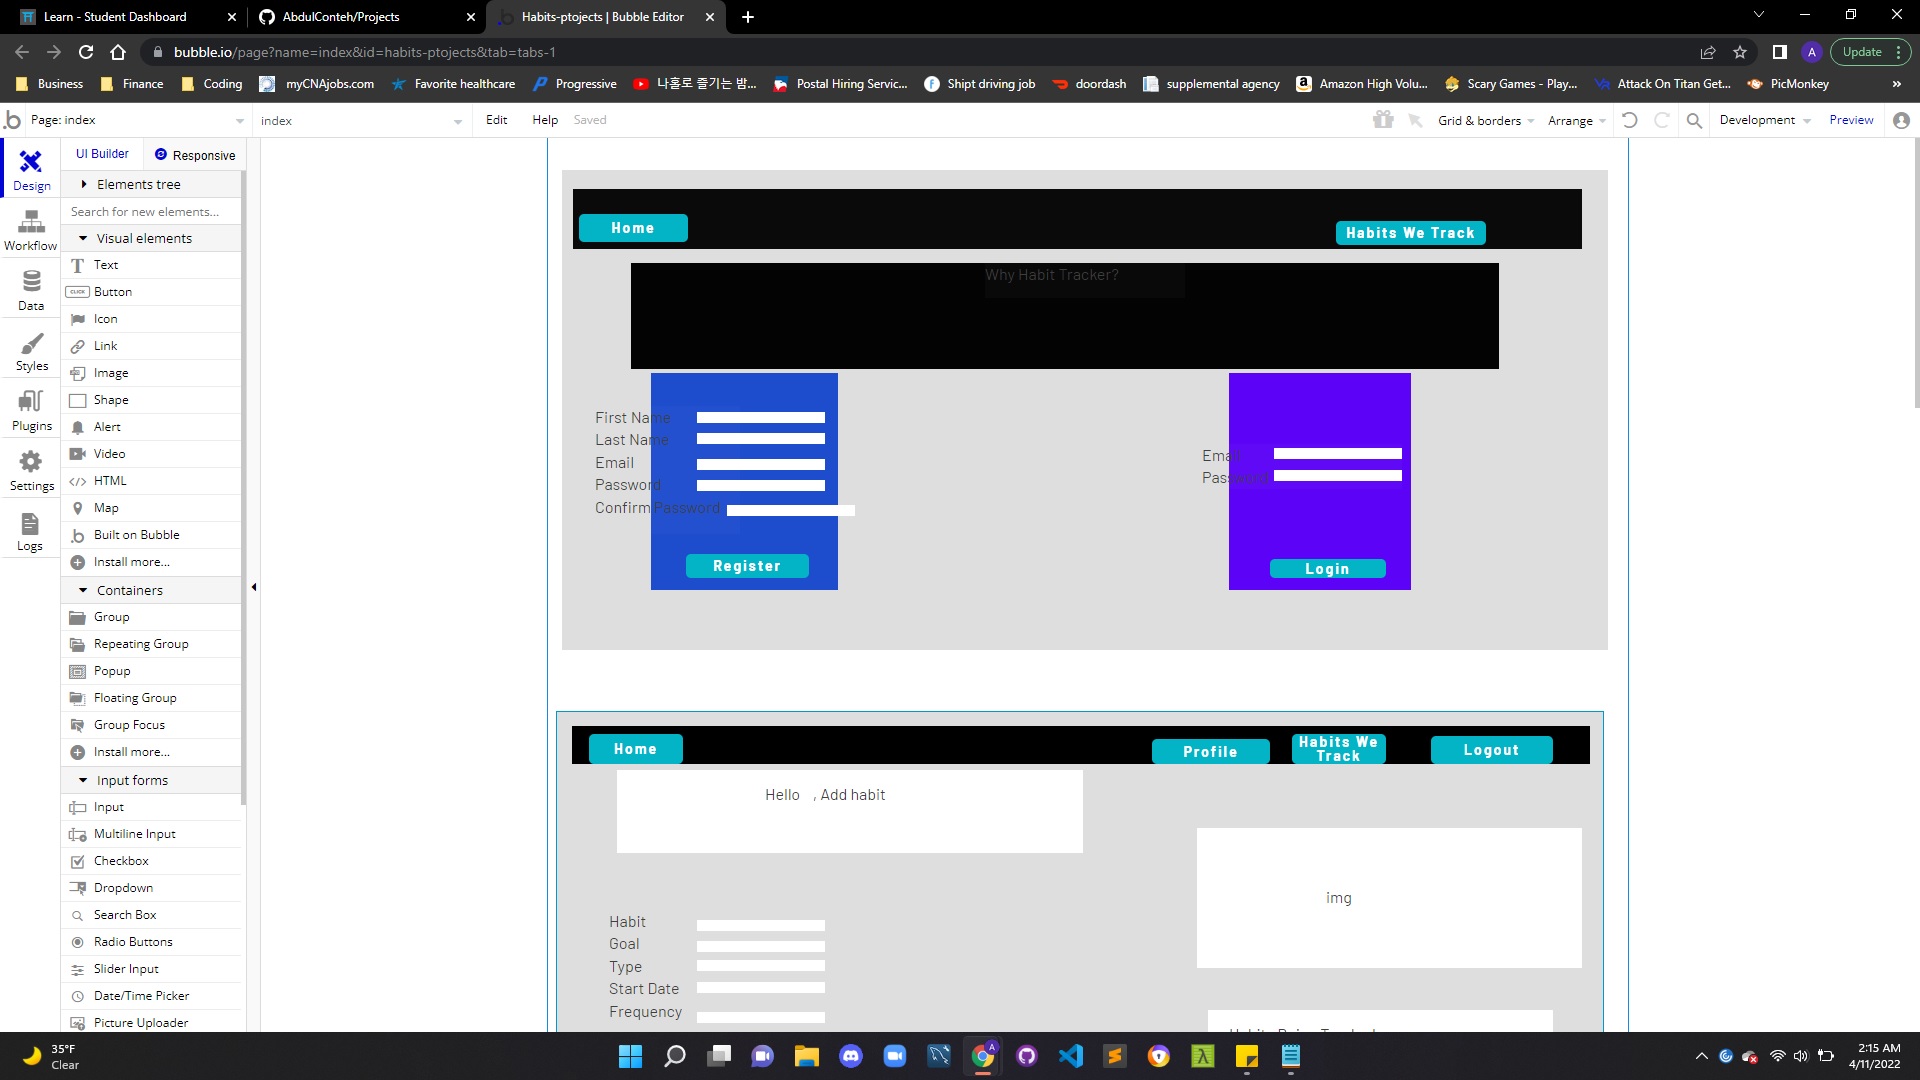 Learn - Student Dashboard
AbdulConteh/Projects
Habits-ptojects | Bubble Editor
bubble.io/page?name=index&id=habits-ptojects&tab=tabs-1
A
Update
Business
Finance
Coding
myCNAjobs.com
Favorite healthcare
Progressive
나홀로 즐기는 밤...
Postal Hiring Servic...
Shipt driving job
doordash
supplemental agency
Amazon High Volu...
Scary Games - Play...
Attack On Titan Get...
PicMonkey
»
Page: index
index
Edit
Help
Saved
Grid & borders
Arrange
Development
Preview
Design
Workflow
Data
Styles
Plugins
Settings
Logs
UI Builder
Responsive
Elements tree
Search for new elements...
Visual elements
Text
Button
Icon
Link
Image
Shape
Alert
Video
HTML
Map
Built on Bubble
Install more...
Containers
Group
Repeating Group
Popup
Floating Group
Group Focus
Install more...
Input forms
Input
Multiline Input
Checkbox
Dropdown
Search Box
Radio Buttons
Slider Input
Date/Time Picker
Picture Uploader
Home
Habits We Track
Why Habit Tracker?
First Name
Last Name
Email
Password
Confirm Password
Register
Email
Password
Login
Home
Profile
Habits We
Track
Logout
Hello , Add habit
img
Habit
Goal
Type
Start Date
Frequency
35°F
Clear
2:15 AM
4/11/2022